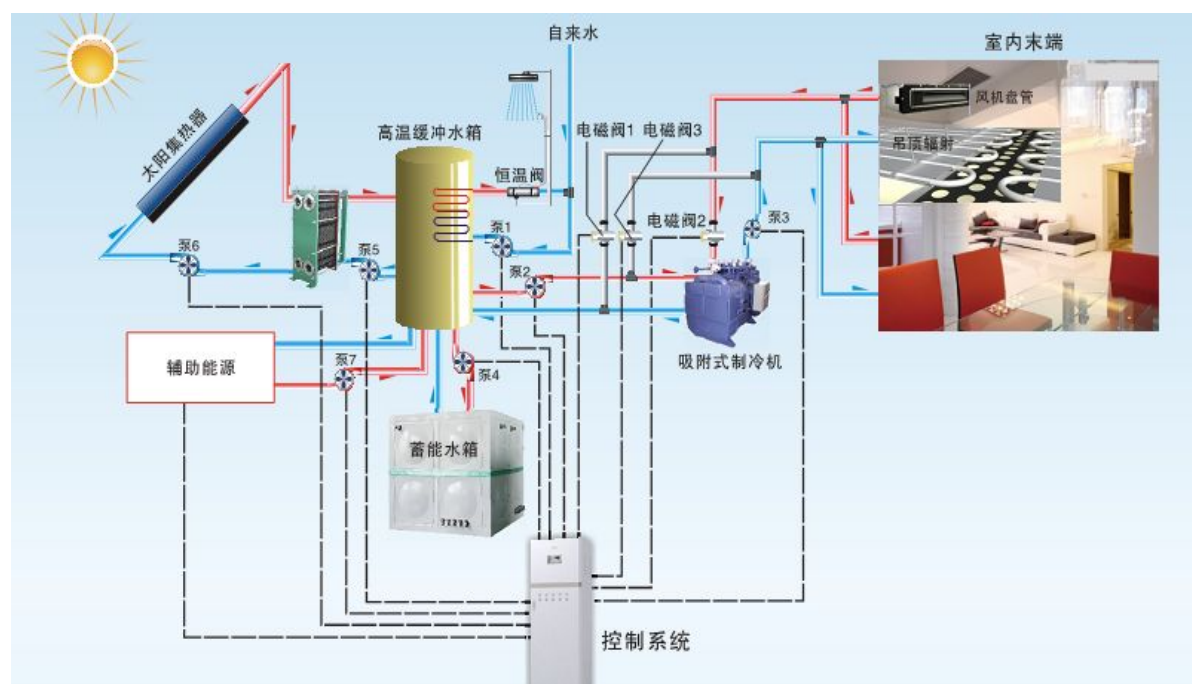 自来水
室内末端
风机盘管
太阳集热器
高温缓冲水箱
电磁阀1
电磁阀3
吊顶辐射
恒温阀
电磁阀2
泵3
泵1
泵6
泵5
泵2
辅助能源
泵7
泵4
吸附式制冷机
蓄能水箱
控制系统